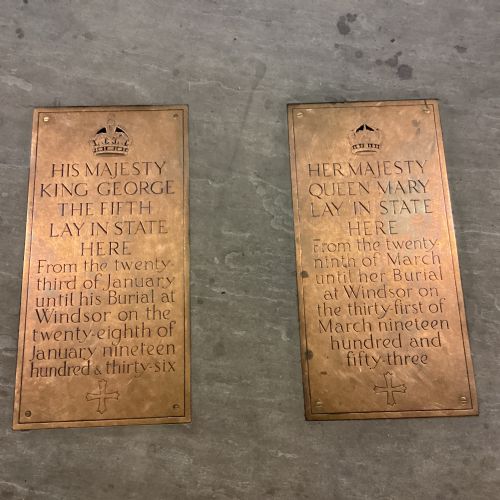 HIS MAJESTY
KING GEORGE
THE FIFTH
LAY IN STATE
HERE
From the twenty-
third of January
until his Burial at
Windsor on the
twenty-eighth of
January nineteen
hundred & thirty-six
HER MAJESTY
QUEEN MARY
LAY IN STATE
HERE
From the twenty-
ninth of March
until her Burial
at Windsor on
the thirty-first of
March nineteen
hundred and
fifty-three